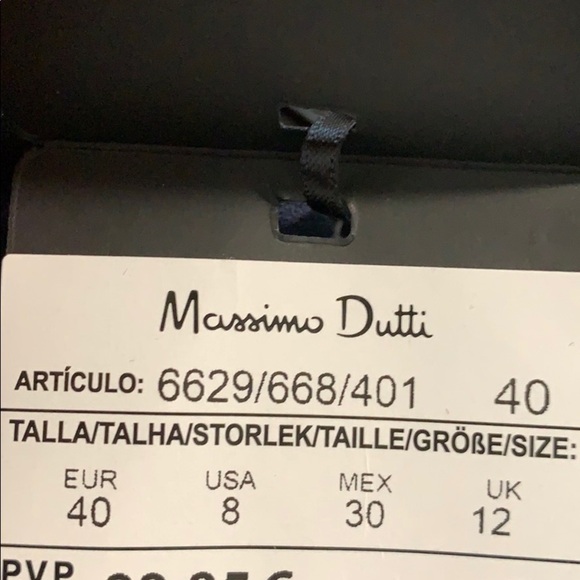 Massimo Dutti
ARTÍCULO: 6629/668/401 40
TALLA/TALHA/STORLEK/TAILLE/GRÖßE/SIZE:
EUR USA MEX UK
40 8 30 12
PVP